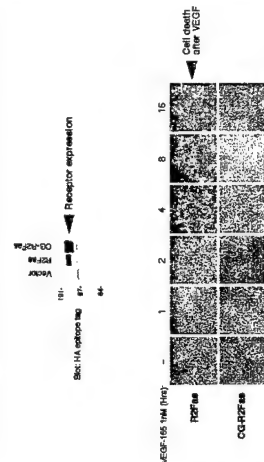 Vector
R2Fas
CG-R2Fas
191-
97-
64-
Blot: HA epitope tag
Receptor expression
VEGF-165 1nM (Hrs)
- 1 2 4 8 16
R2Fas
CG-R2Fas
Cell death
after VEGF